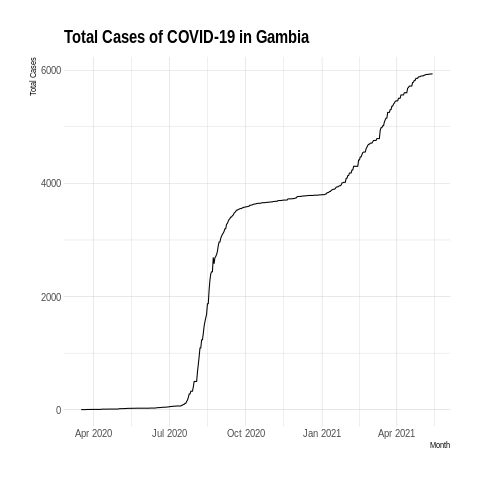 Total Cases of COVID-19 in Gambia
Total Cases
6000
4000
2000
0
Apr 2020 Jul 2020 Oct 2020 Jan 2021 Apr 2021
Month